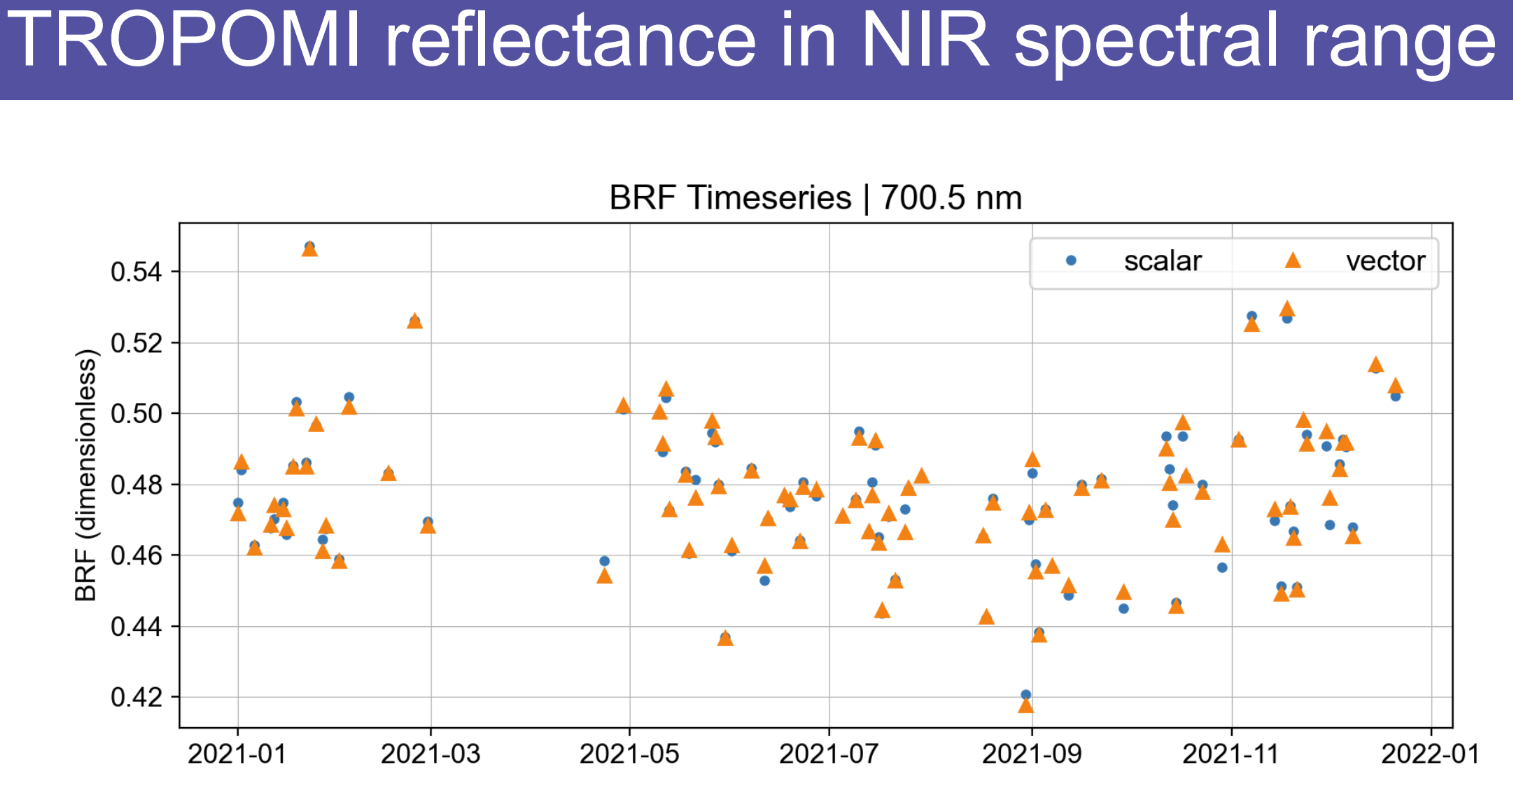 TROPOMI reflectance in NIR spectral range
BRF Timeseries | 700.5 nm
scalar vector
BRF (dimensionless)
0.54
0.52
0.50
0.48
0.46
0.44
0.42
2021-01 2021-03 2021-05 2021-07 2021-09 2021-11 2022-01